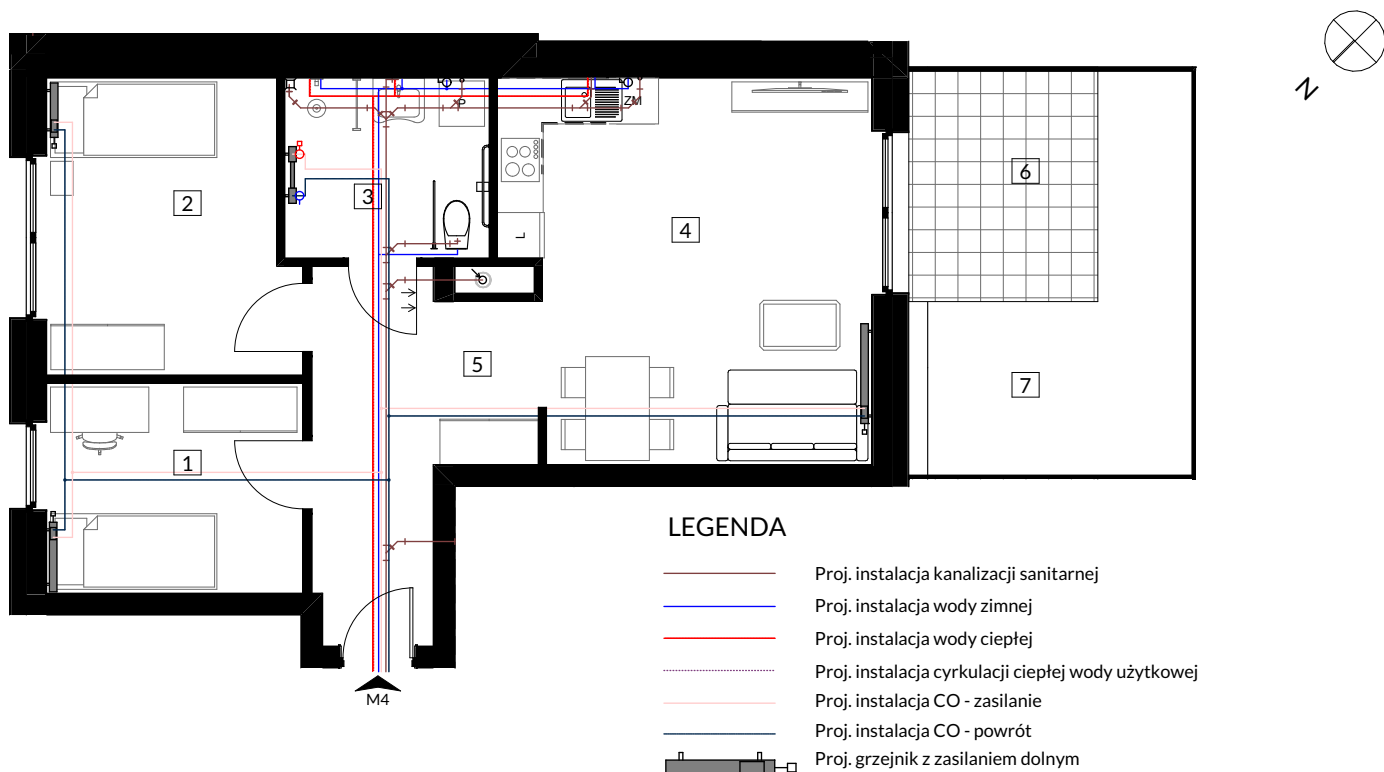 N
P
ZM
2
3
L
4
6
5
7
1
M4
LEGENDA
Proj. instalacja kanalizacji sanitarnej
Proj. instalacja wody zimnej
Proj. instalacja wody ciepłej
Proj. instalacja cyrkulacji ciepłej wody użytkowej
Proj. instalacja CO - zasilanie
Proj. instalacja CO - powrót
Proj. grzejnik z zasilaniem dolnym